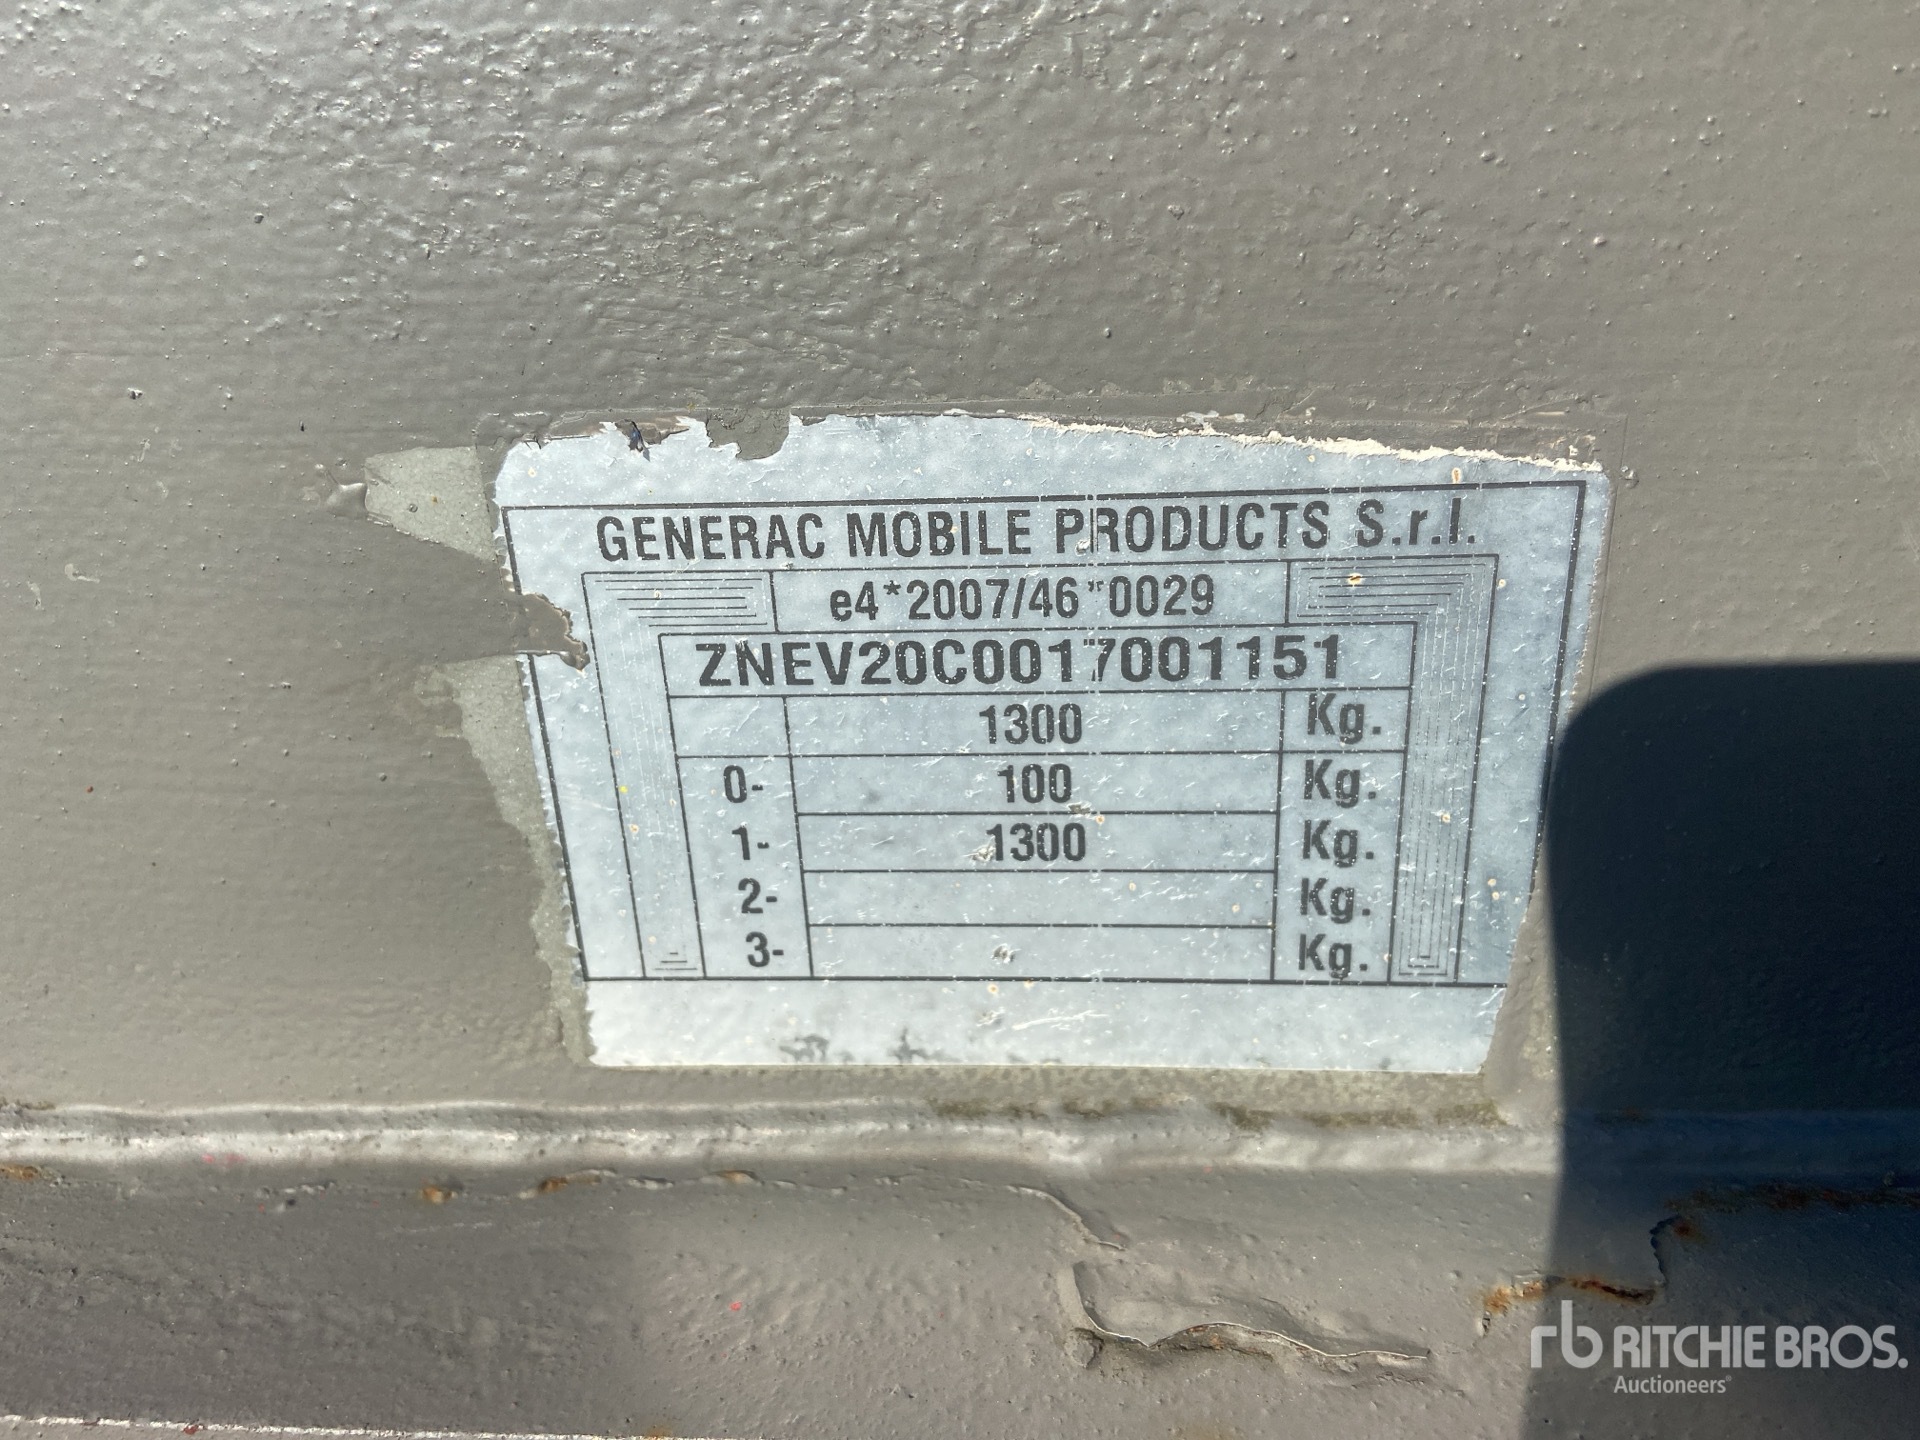 GENERAC MOBILE PRODUCTS S.r.l.
e4*2007/46*0029
ZNEV20C0017001151
1300 Kg.
0- 100 Kg.
1- 1300 Kg.
2- Kg.
3- Kg.
rb RITCHIE BROS.
Auctioneers®